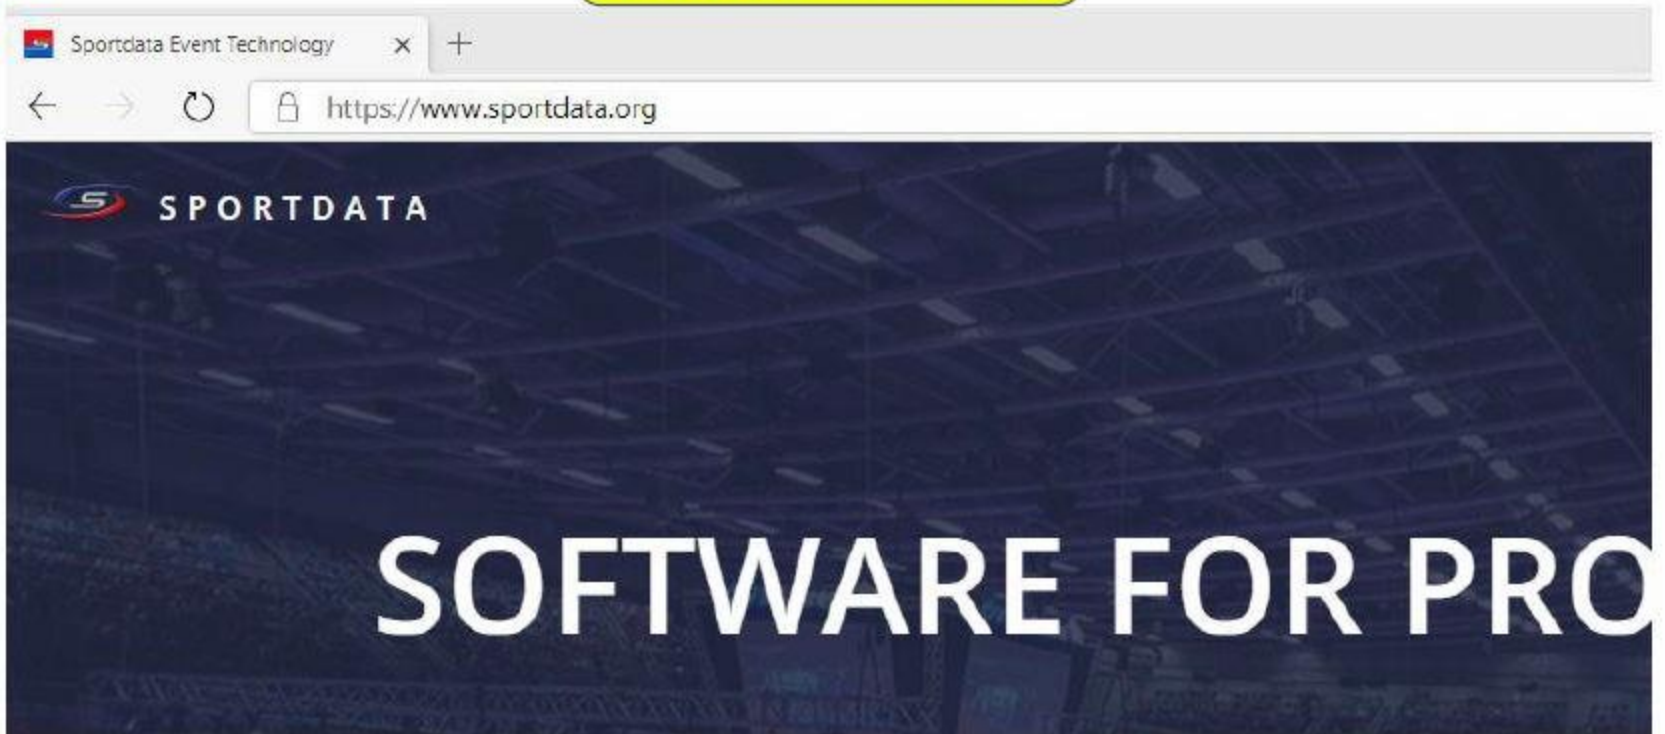 Sportdata Event Technology
https://www.sportdata.org
SPORTDATA
SOFTWARE FOR PRO